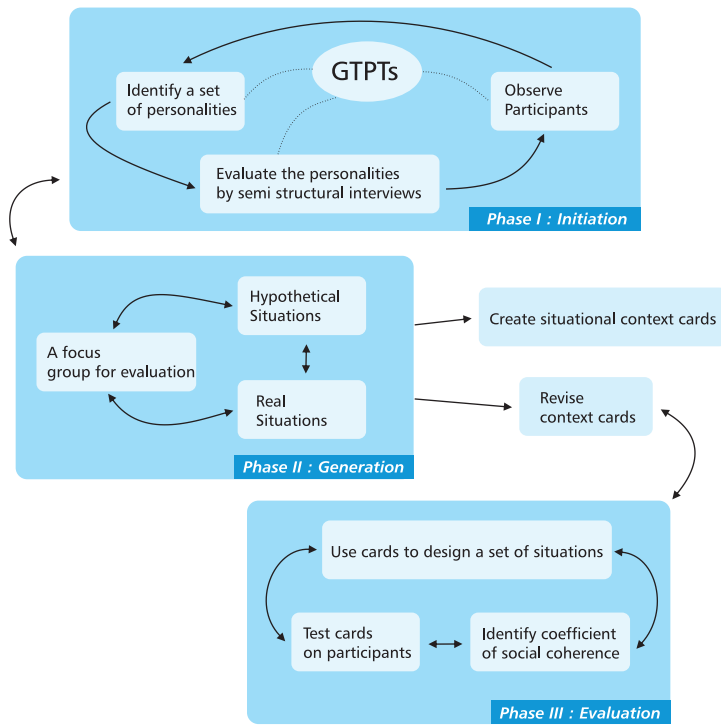 GTPTs
Identify a set
of personalities
Observe
Participants
Evaluate the personalities
by semi structural interviews
Phase I : Initiation
Hypothetical
Situations
A focus
group for evaluation
Real
Situations
Phase II : Generation
Create situational context cards
Revise
context cards
Use cards to design a set of situations
Test cards
on participants
Identify coefficient
of social coherence
Phase III : Evaluation